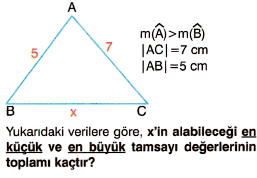 A
5
7
B
x
C
m(Â)>m(B̂)
|AC|=7 cm
|AB|=5 cm
Yukarıdaki verilere göre, x'in alabileceği en
küçük ve en büyük tamsayı değerlerinin
toplamı kaçtır?